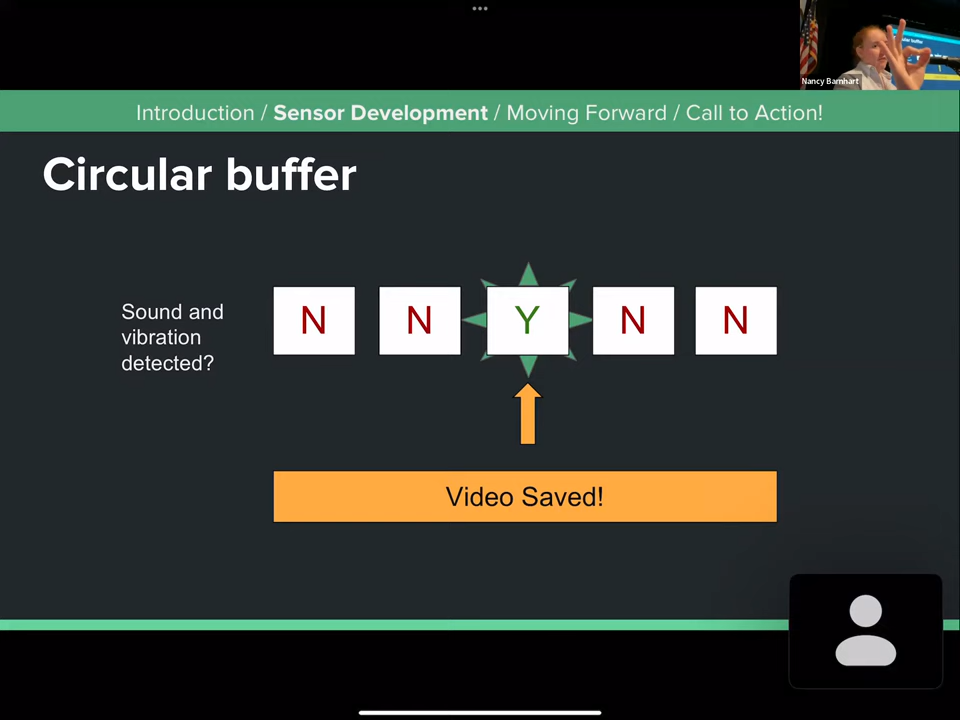 Nancy Barnhart
Introduction / Sensor Development / Moving Forward / Call to Action!
Circular buffer
Sound and
vibration
detected?
N N Y N N
Video Saved!